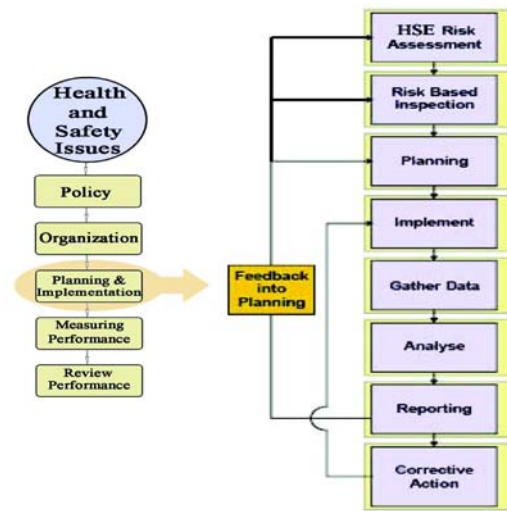 Health
and
Safety
Issues
Policy
Organization
Planning &
Implementation
Measuring
Performance
Review
Performance
Feedback
into
Planning
HSE Risk
Assessment
Risk Based
Inspection
Planning
Implement
Gather Data
Analyse
Reporting
Corrective
Action